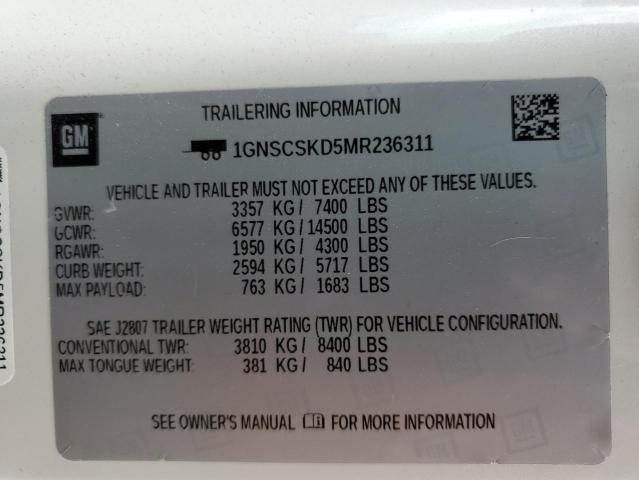 GM
TRAILERING INFORMATION
1GNSCSKD5MR236311
VEHICLE AND TRAILER MUST NOT EXCEED ANY OF THESE VALUES.
GVWR: 3357 KG / 7400 LBS
GCWR: 6577 KG / 14500 LBS
RGAWR: 1950 KG / 4300 LBS
CURB WEIGHT: 2594 KG / 5717 LBS
MAX PAYLOAD: 763 KG / 1683 LBS
SAE J2807 TRAILER WEIGHT RATING (TWR) FOR VEHICLE CONFIGURATION.
CONVENTIONAL TWR: 3810 KG / 8400 LBS
MAX TONGUE WEIGHT: 381 KG / 840 LBS
SEE OWNER'S MANUAL FOR MORE INFORMATION